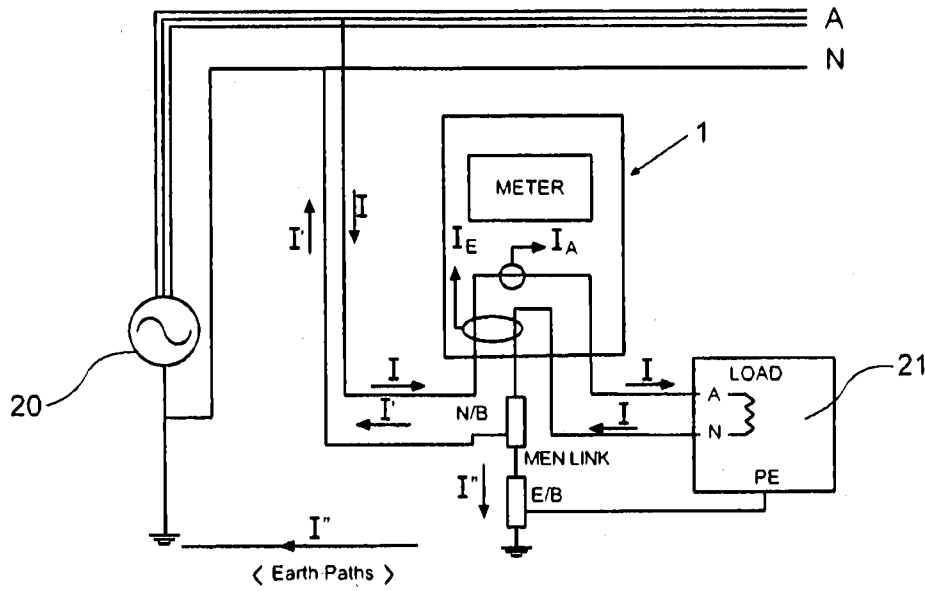 A
N
1
METER
I'
I
I_E
I_A
20
I
I'
N/B
MEN LINK
I"
E/B
I
I
LOAD
A
N
PE
21
I"
< Earth Paths >